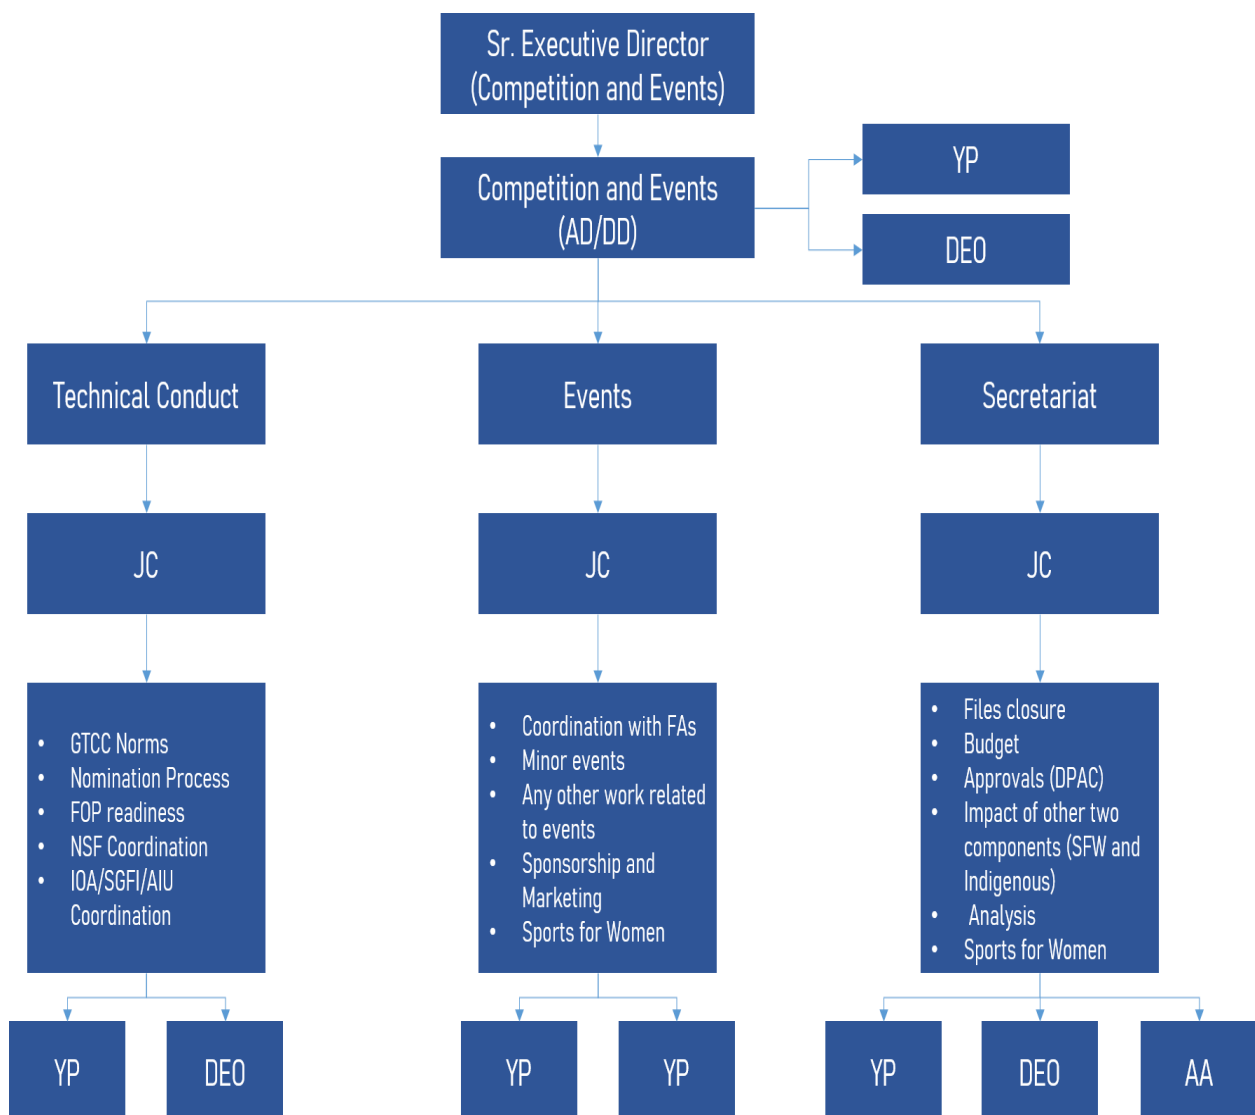 Sr. Executive Director
(Competition and Events)
Competition and Events
(AD/DD)
YP
DEO
Technical Conduct
Events
Secretariat
JC
JC
JC
• GTCC Norms
• Nomination Process
• FOP readiness
• NSF Coordination
• IOA/SGFI/AIU
Coordination
• Coordination with FAs
• Minor events
• Any other work related
to events
• Sponsorship and
Marketing
• Sports for Women
• Files closure
• Budget
• Approvals (DPAC)
• Impact of other two
components (SFW and
Indigenous)
• Analysis
• Sports for Women
YP
DEO
YP
YP
YP
DEO
AA